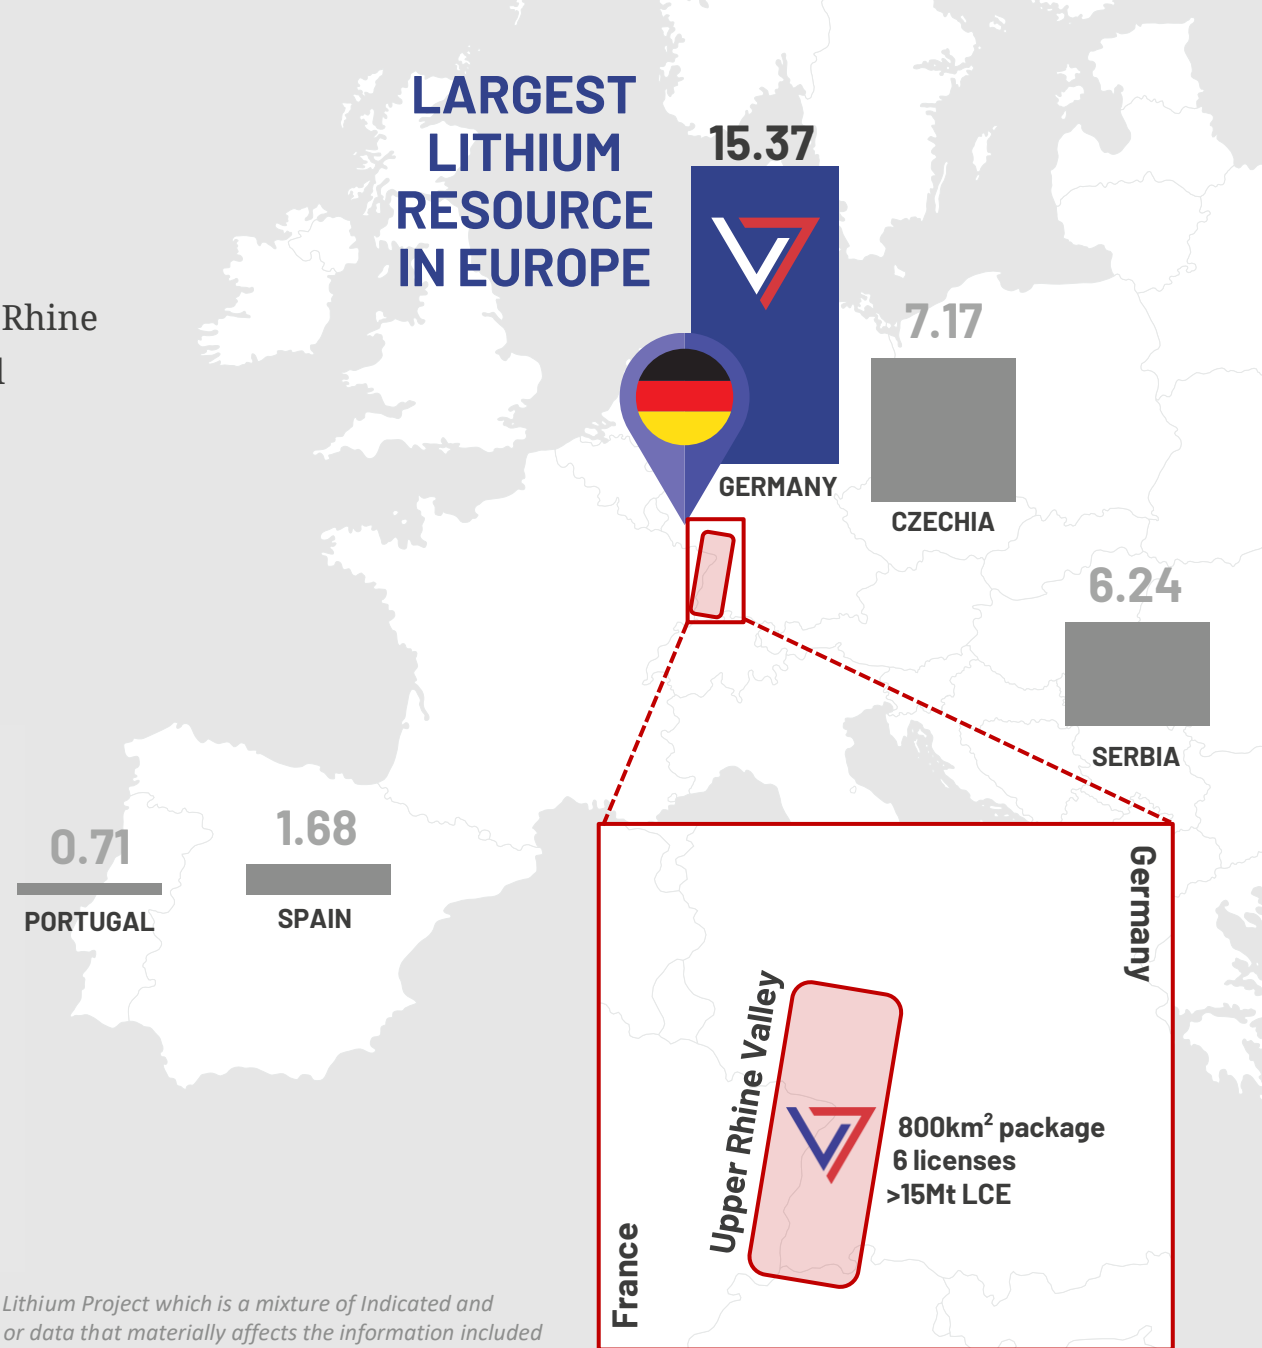 LARGEST
LITHIUM
RESOURCE
IN EUROPE
15.37
GERMANY
7.17
CZECHIA
6.24
SERBIA
Rhine
0.71
PORTUGAL
1.68
SPAIN
Germany
Upper Rhine Valley
800km² package
6 licenses
>15Mt LCE
France
Lithium Project which is a mixture of Indicated and
or data that materially affects the information included